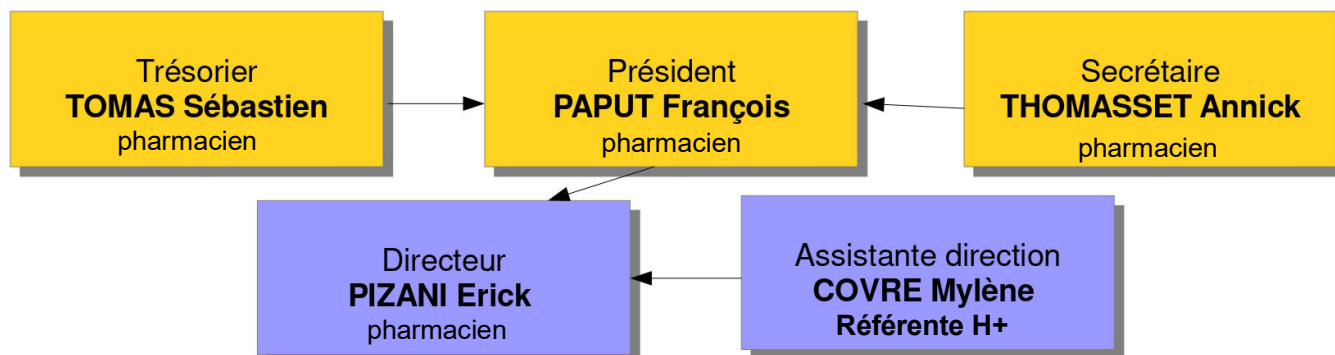 Trésorier
TOMAS Sébastien
pharmacien
Président
PAPUT François
pharmacien
Secrétaire
THOMASSET Annick
pharmacien
Directeur
PIZANI Erick
pharmacien
Assistante direction
COVRE Mylène
Référente H+